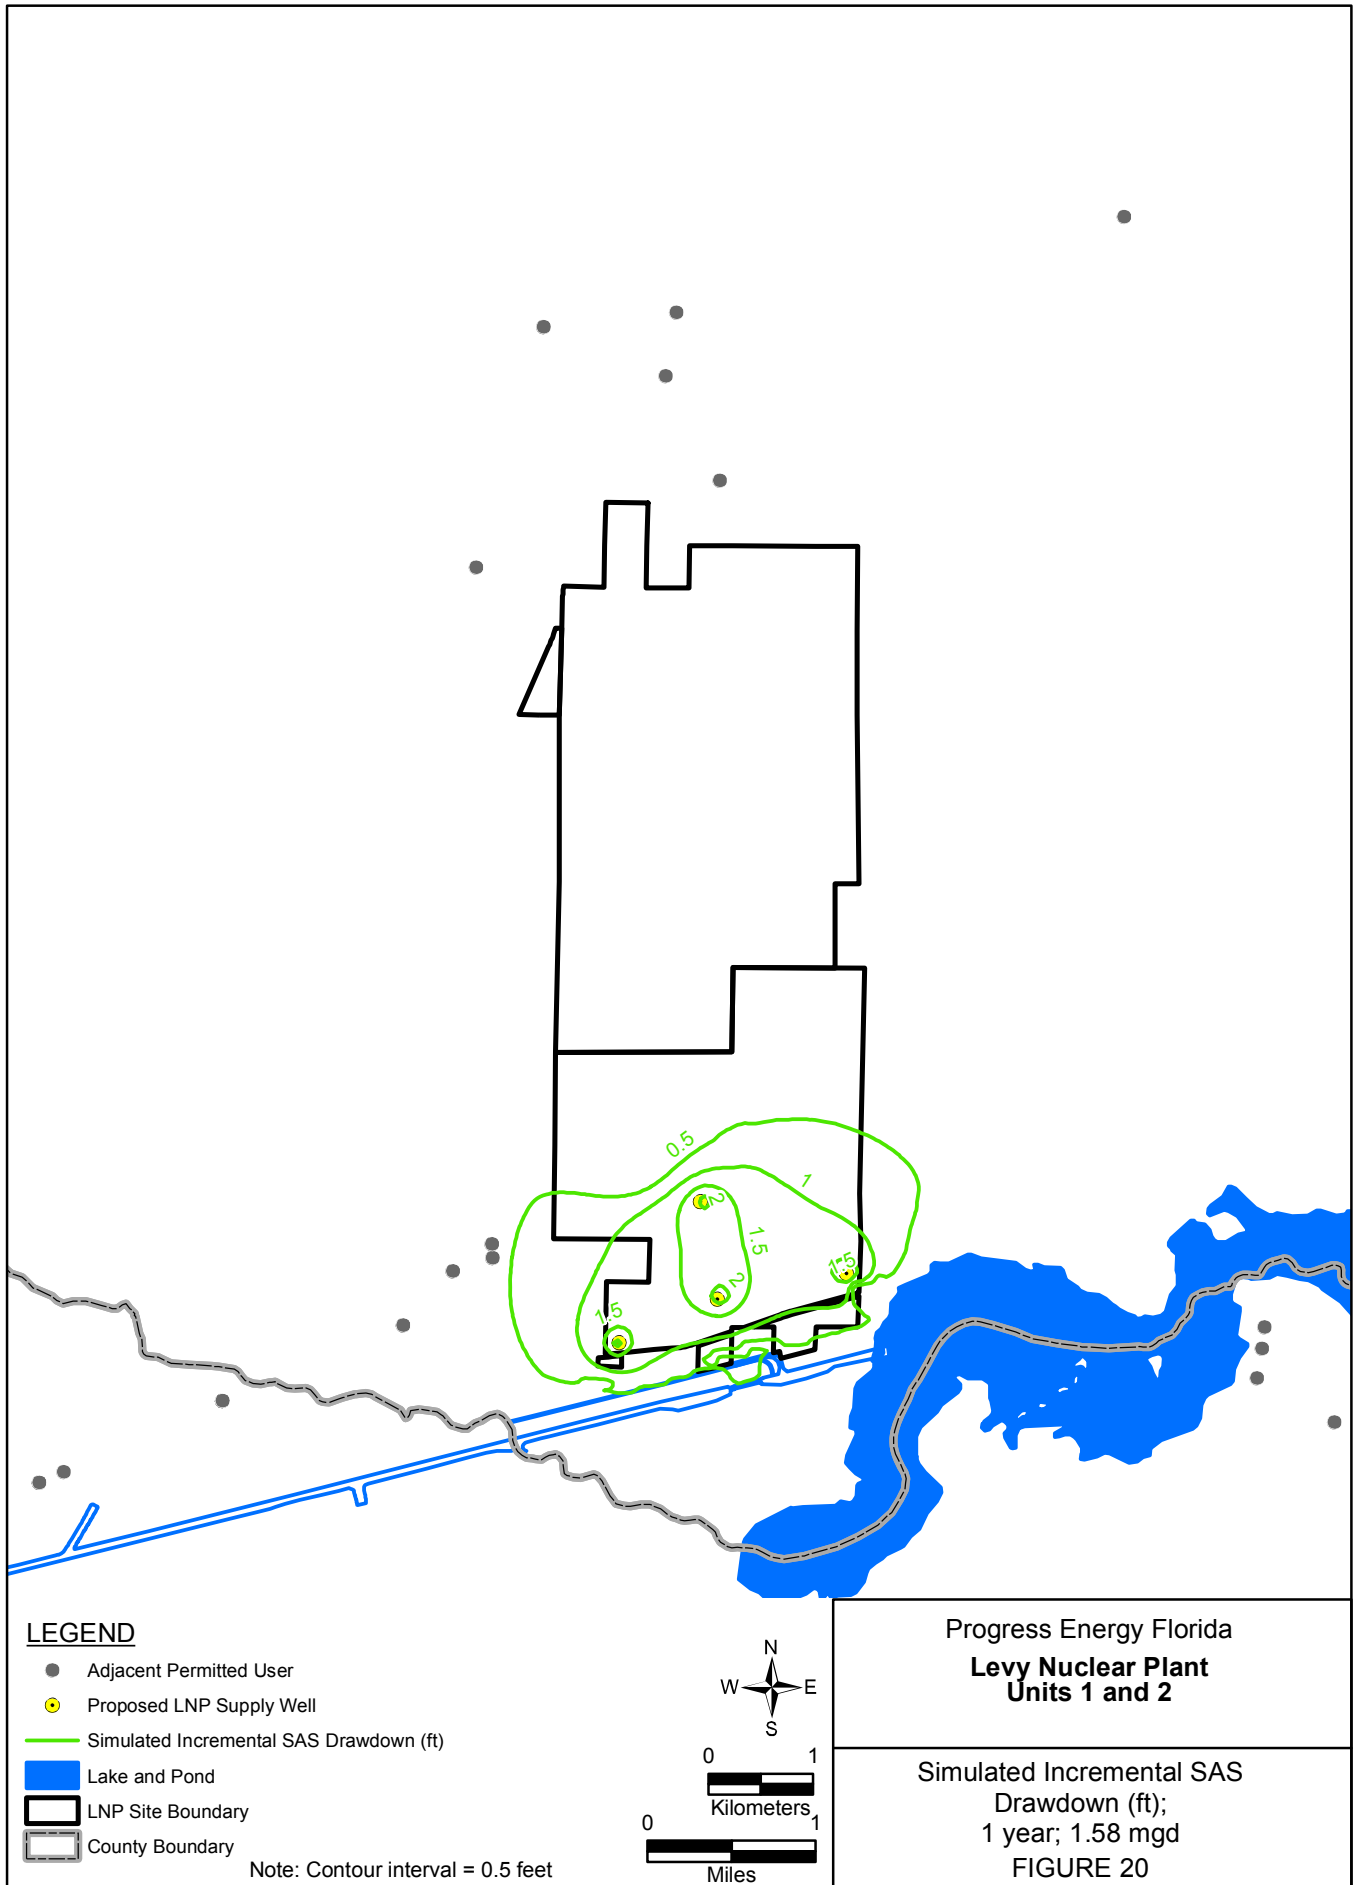 0.5
1
2
1.5
2
1.5
1.5
LEGEND
Adjacent Permitted User
Proposed LNP Supply Well
Simulated Incremental SAS Drawdown (ft)
Lake and Pond
LNP Site Boundary
County Boundary
Note: Contour interval = 0.5 feet
N
W E
S
0 1
Kilometers
0 1
Miles
Progress Energy Florida
Levy Nuclear Plant
Units 1 and 2
Simulated Incremental SAS
Drawdown (ft);
1 year; 1.58 mgd
FIGURE 20